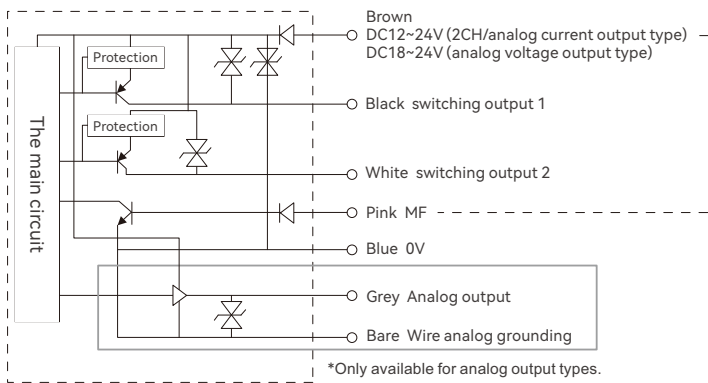 Brown
DC12~24V (2CH/analog current output type)
DC18~24V (analog voltage output type)
Protection
Black switching output 1
Protection
The main circuit
White switching output 2
Pink MF
Blue 0V
Grey Analog output
Bare Wire analog grounding
*Only available for analog output types.